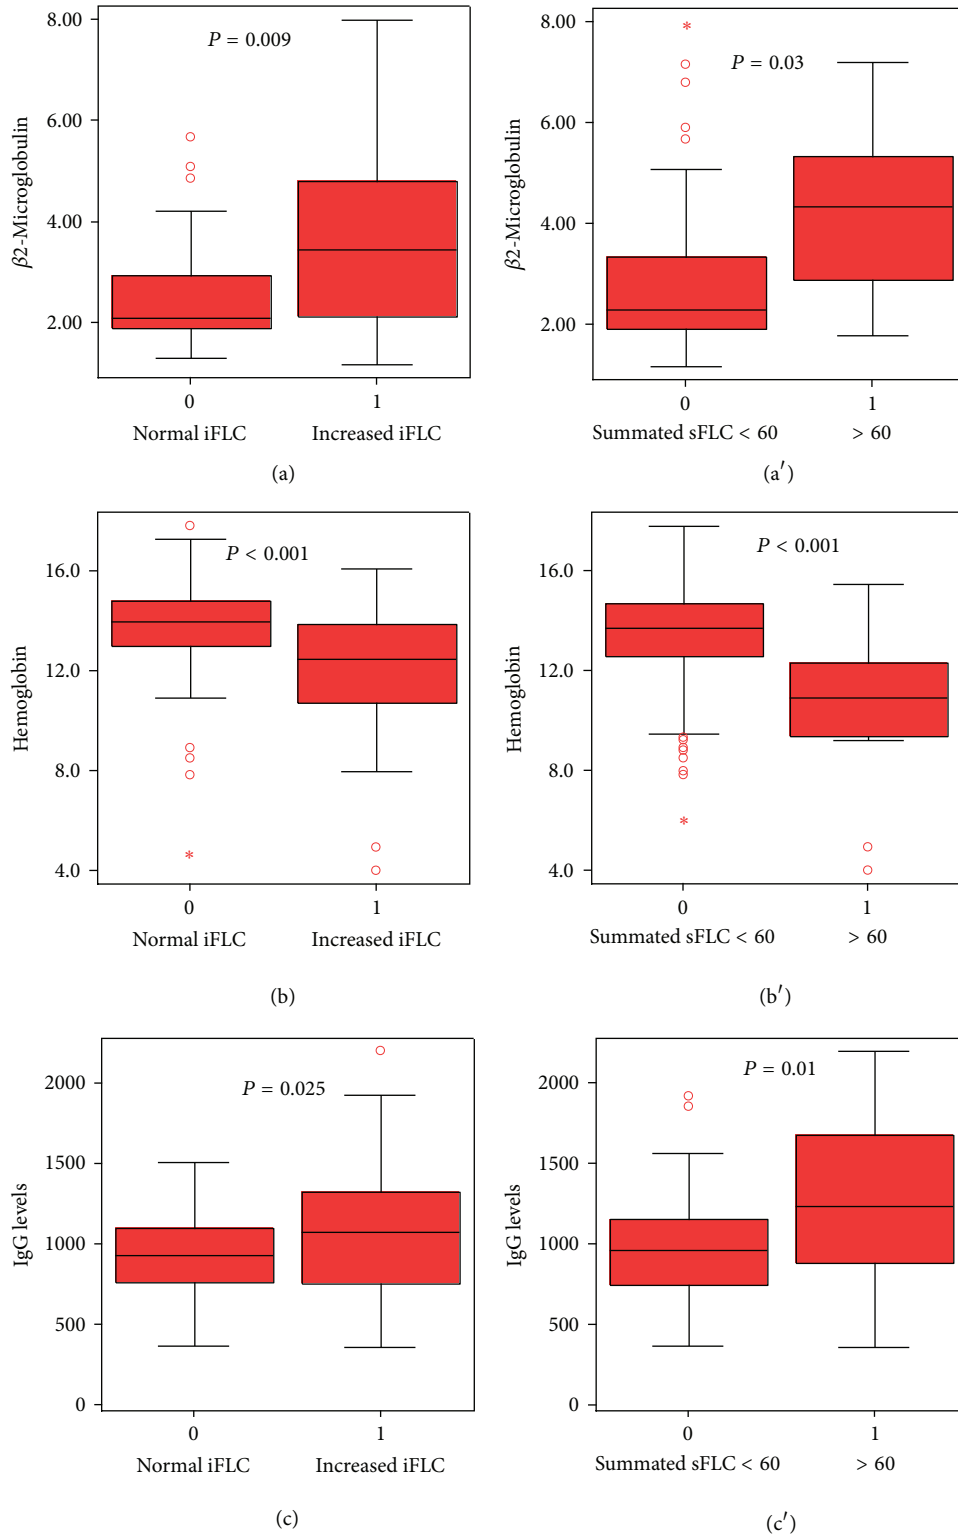 8.00
6.00
4.00
2.00
β2-Microglobulin
P = 0.009
0
1
Normal iFLC
Increased iFLC
(a)
8.00
6.00
4.00
2.00
β2-Microglobulin
P = 0.03
0
1
Summated sFLC < 60
> 60
(a′)
16.0
12.0
8.0
4.0
Hemoglobin
P < 0.001
0
1
Normal iFLC
Increased iFLC
(b)
16.0
12.0
8.0
4.0
Hemoglobin
P < 0.001
0
1
Summated sFLC < 60
> 60
(b′)
2000
1500
1000
500
0
IgG levels
P = 0.025
0
1
Normal iFLC
Increased iFLC
(c)
2000
1500
1000
500
0
IgG levels
P = 0.01
0
1
Summated sFLC < 60
> 60
(c′)